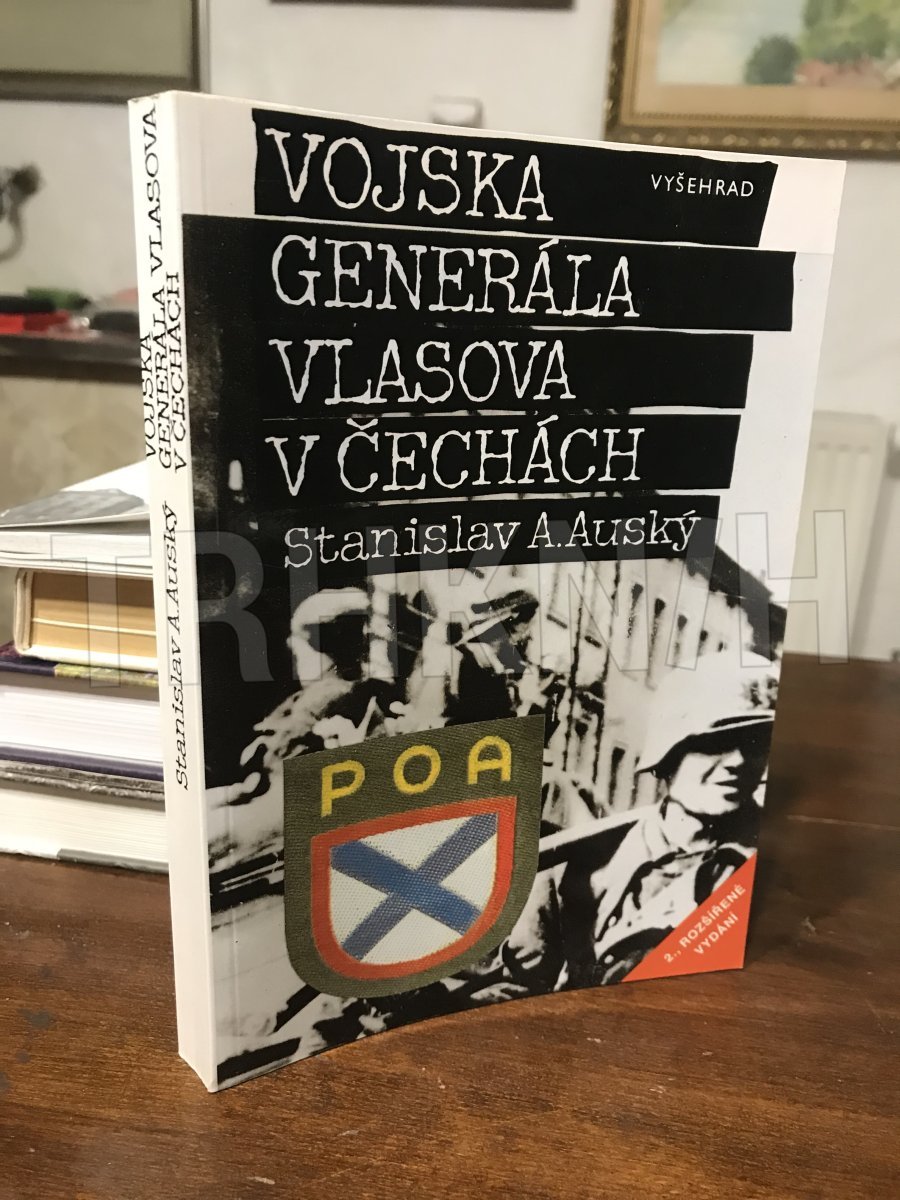 VOJSKA
GENERÁLA VLASOVA
V ČECHÁCH
Stanislav A. Auský
VOJSKA
VYŠEHRAD
GENERÁLA
VLASOVA
V ČECHÁCH
Stanislav A. Auský
POA
2., ROZŠÍŘENÉ
VYDÁNÍ